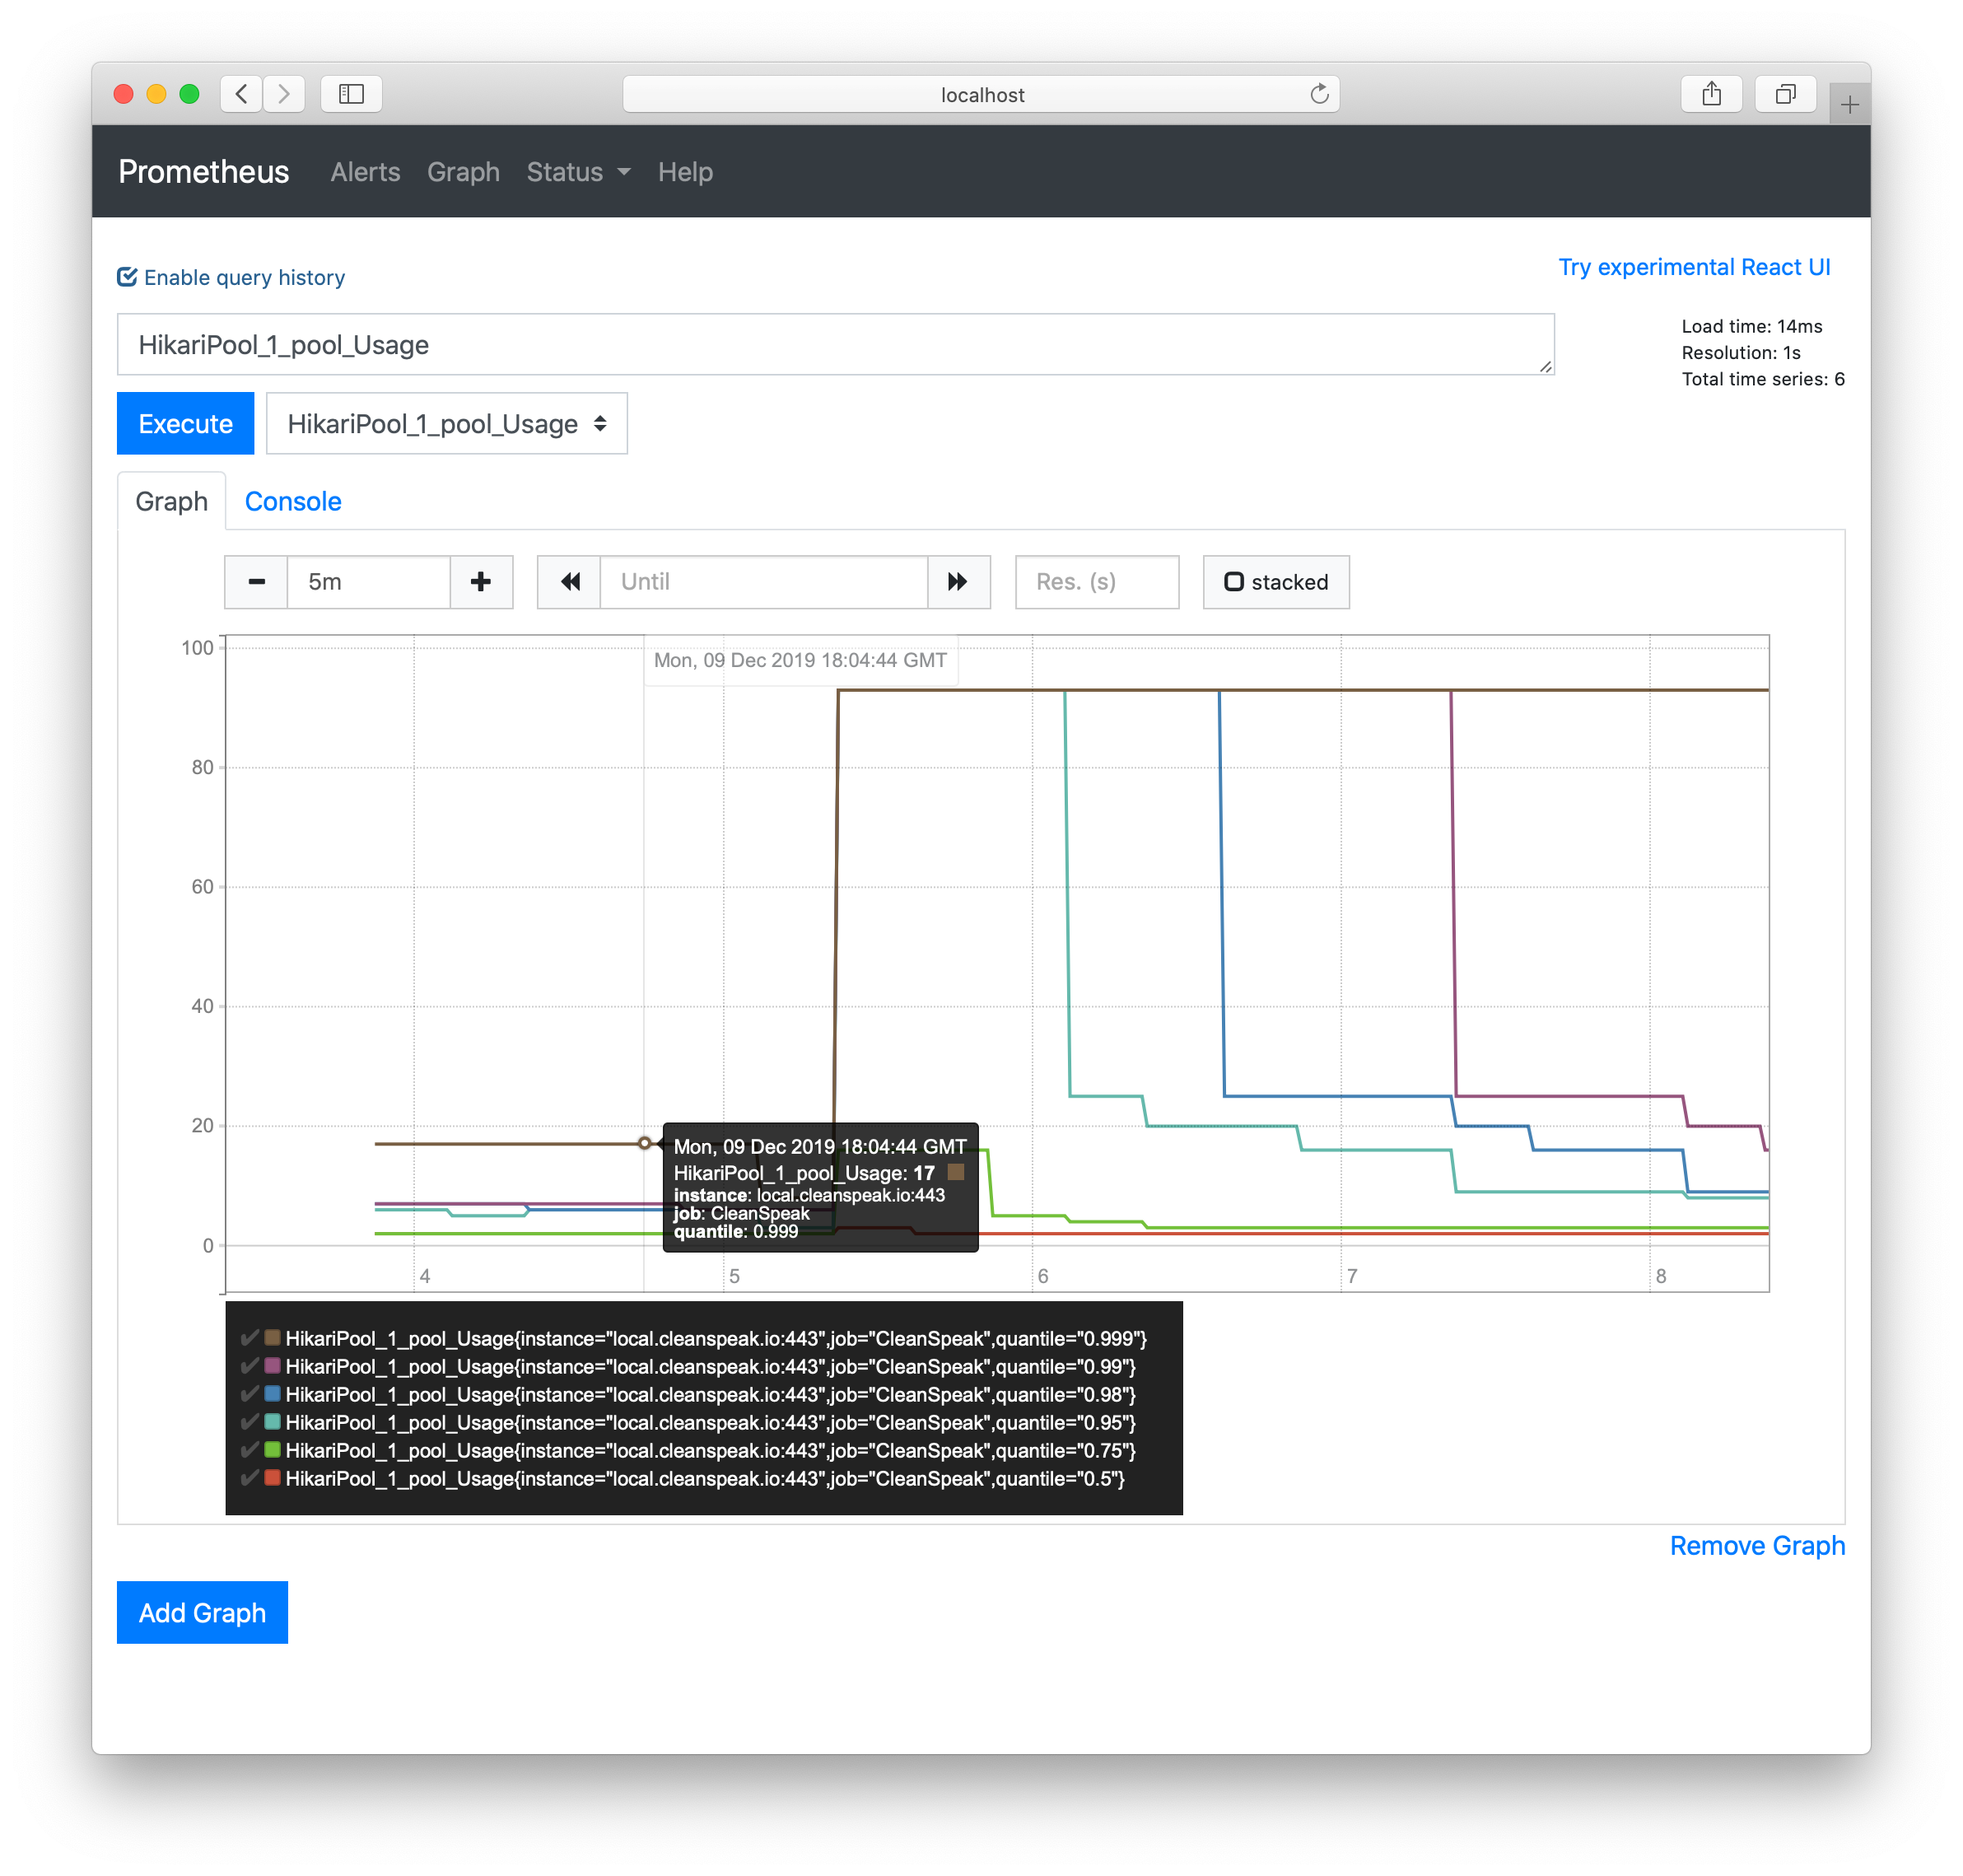 localhost
Prometheus Alerts Graph Status Help
Enable query history
Try experimental React UI
HikariPool_1_pool_Usage
Load time: 14ms
Resolution: 1s
Total time series: 6
Execute HikariPool_1_pool_Usage
Graph Console
5m Until Res. (s) stacked
Mon, 09 Dec 2019 18:04:44 GMT
100
80
60
40
20
0
Mon, 09 Dec 2019 18:04:44 GMT
HikariPool_1_pool_Usage: 17
instance: local.cleanspeak.io:443
job: CleanSpeak
quantile: 0.999
4 5 6 7 8
HikariPool_1_pool_Usage{instance="local.cleanspeak.io:443",job="CleanSpeak",quantile="0.999"}
HikariPool_1_pool_Usage{instance="local.cleanspeak.io:443",job="CleanSpeak",quantile="0.99"}
HikariPool_1_pool_Usage{instance="local.cleanspeak.io:443",job="CleanSpeak",quantile="0.98"}
HikariPool_1_pool_Usage{instance="local.cleanspeak.io:443",job="CleanSpeak",quantile="0.95"}
HikariPool_1_pool_Usage{instance="local.cleanspeak.io:443",job="CleanSpeak",quantile="0.75"}
HikariPool_1_pool_Usage{instance="local.cleanspeak.io:443",job="CleanSpeak",quantile="0.5"}
Remove Graph
Add Graph